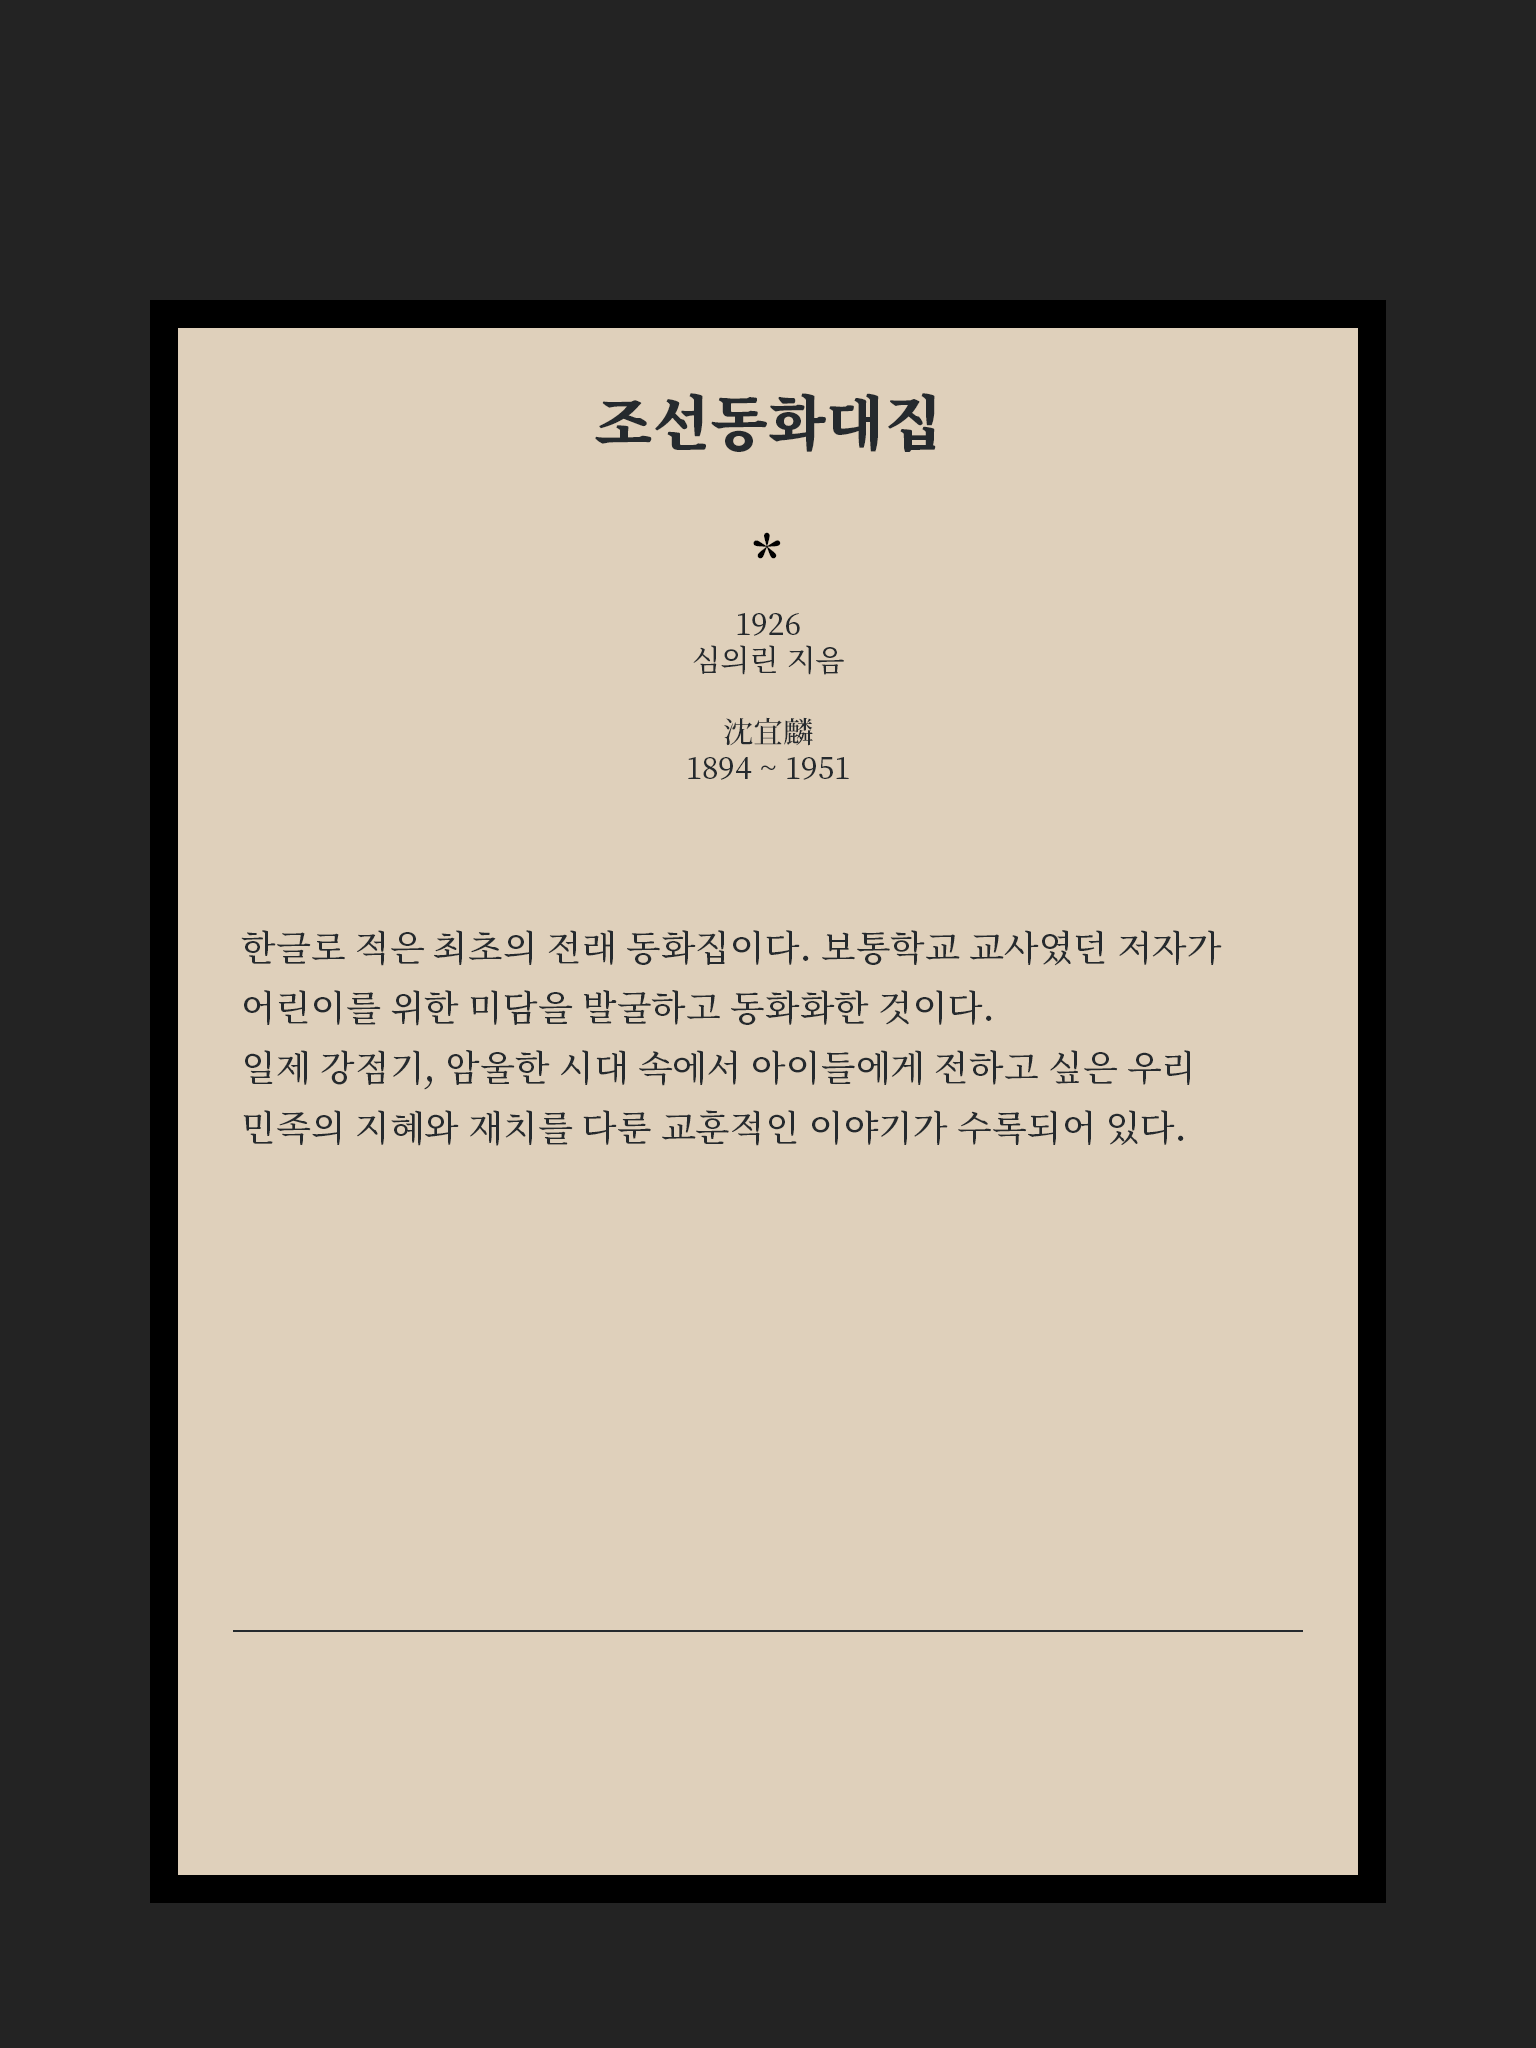 조선동화대집
*
1926
심의린 지음
沈宜麟
1894 ~ 1951
한글로 적은 최초의 전래 동화집이다. 보통학교 교사였던 저자가
어린이를 위한 미담을 발굴하고 동화화한 것이다.
일제 강점기, 암울한 시대 속에서 아이들에게 전하고 싶은 우리
민족의 지혜와 재치를 다룬 교훈적인 이야기가 수록되어 있다.